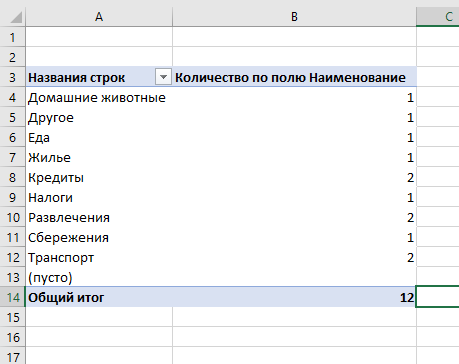 A B C
1
2
3 Названия строк Количество по полю Наименование
4 Домашние животные 1
5 Другое 1
6 Еда 1
7 Жилье 1
8 Кредиты 2
9 Налоги 1
10 Развлечения 2
11 Сбережения 1
12 Транспорт 2
13 (пусто)
14 Общий итог 12
15
16
17